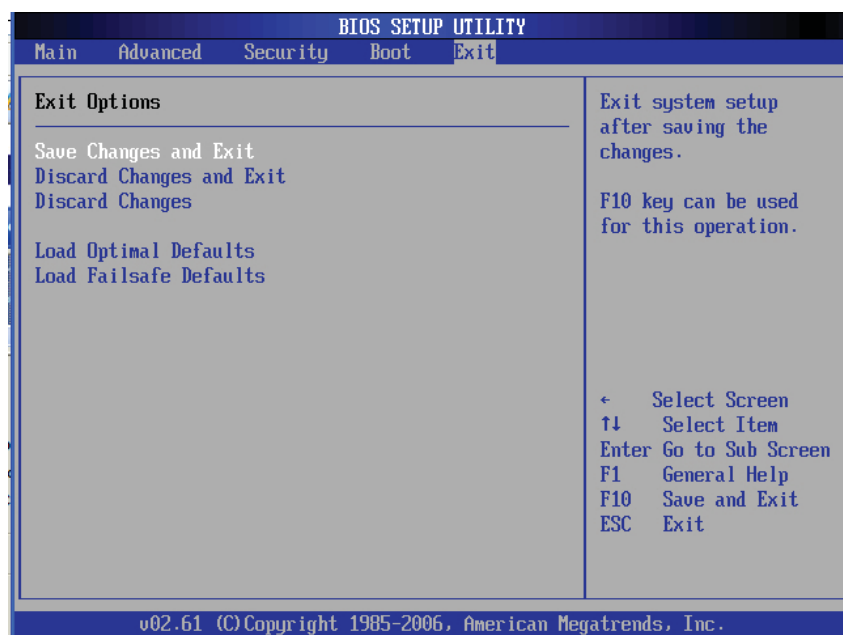 BIOS SETUP UTILITY
Main Advanced Security Boot Exit
Exit Options
Save Changes and Exit
Discard Changes and Exit
Discard Changes
Load Optimal Defaults
Load Failsafe Defaults
Exit system setup
after saving the
changes.
F10 key can be used
for this operation.
← Select Screen
↑↓ Select Item
Enter Go to Sub Screen
F1 General Help
F10 Save and Exit
ESC Exit
v02.61 (C)Copyright 1985-2006, American Megatrends, Inc.